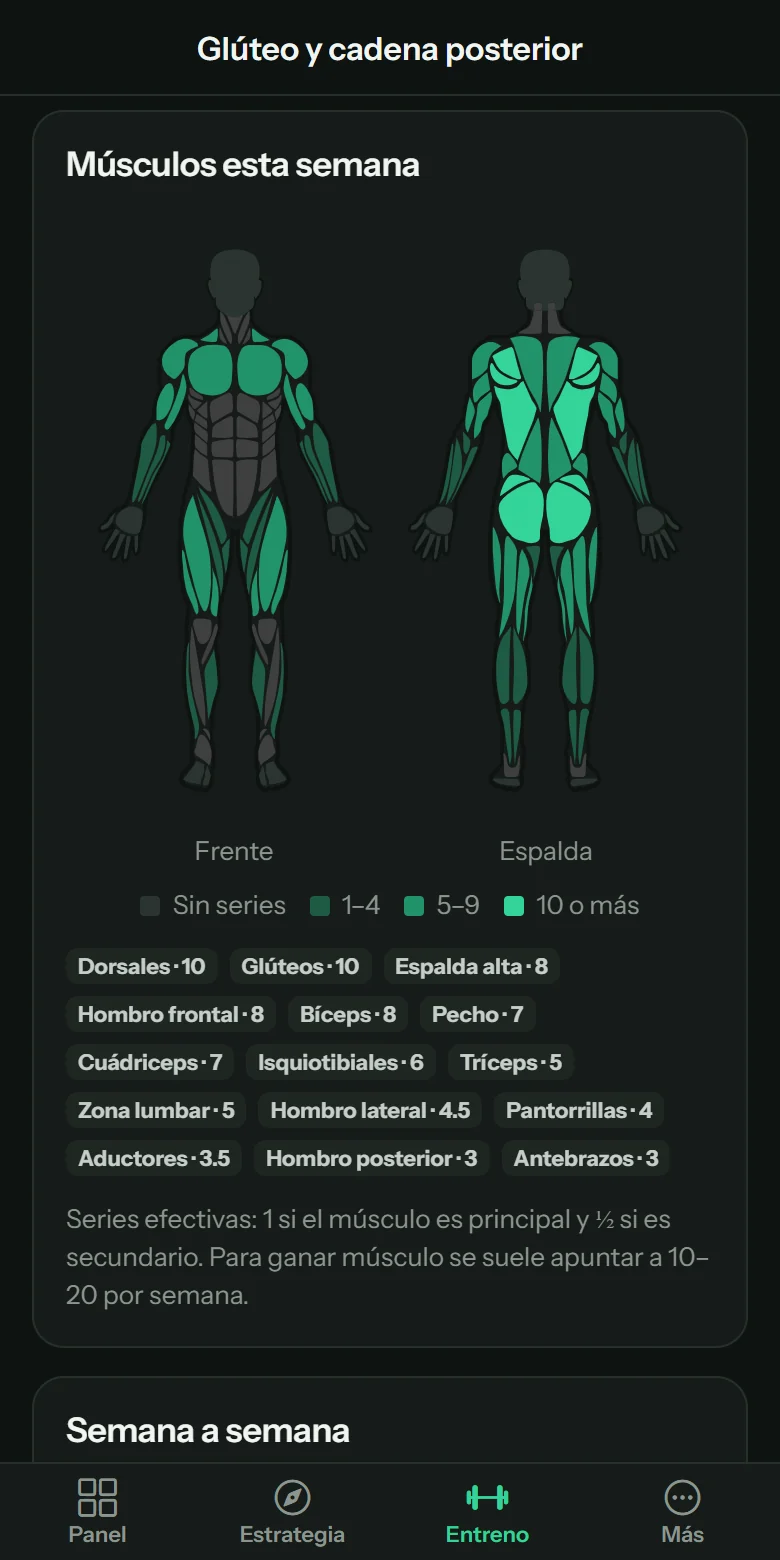 Glúteo y cadena posterior
Músculos esta semana
Frente
Espalda
Sin series
1–4
5–9
10 o más
Dorsales · 10
Glúteos · 10
Espalda alta · 8
Hombro frontal · 8
Bíceps · 8
Pecho · 7
Cuádriceps · 7
Isquiotibiales · 6
Tríceps · 5
Zona lumbar · 5
Hombro lateral · 4.5
Pantorrillas · 4
Aductores · 3.5
Hombro posterior · 3
Antebrazos · 3
Series efectivas: 1 si el músculo es principal y ½ si es
secundario. Para ganar músculo se suele apuntar a 10–
20 por semana.
Semana a semana
Panel
Estrategia
Entreno
Más